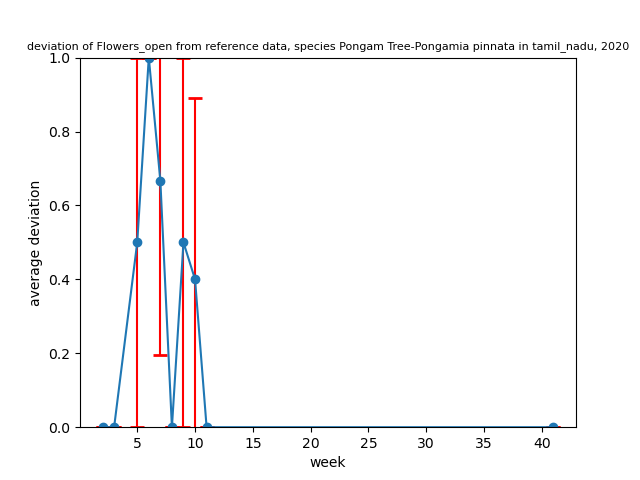 deviation of Flowers_open from reference data, species Pongam Tree-Pongamia pinnata in tamil_nadu, 2020
1.0
0.8
0.6
0.4
0.2
0.0
average deviation
5 10 15 20 25 30 35 40
week